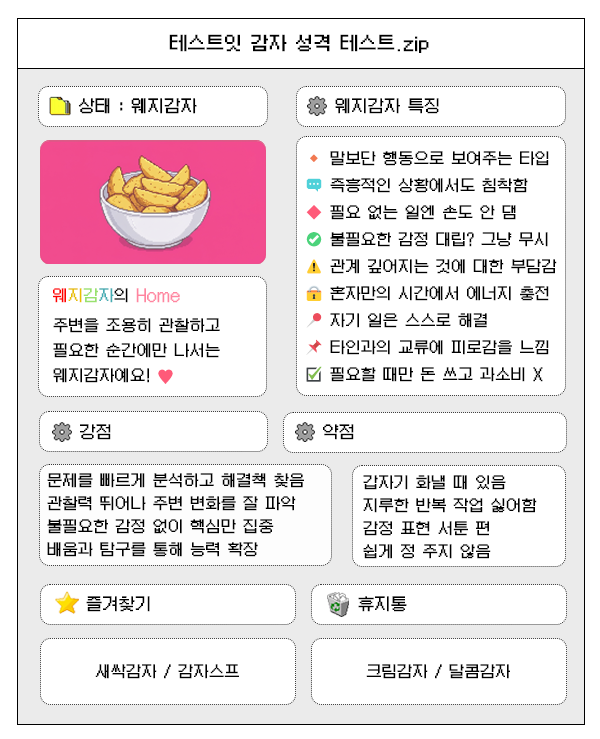 테스트잇 감자 성격 테스트.zip
상태 : 웨지감자
웨지감자의 Home
주변을 조용히 관찰하고
필요한 순간에만 나서는
웨지감자예요!
웨지감자 특징
말보단 행동으로 보여주는 타입
즉흥적인 상황에서도 침착함
필요 없는 일엔 손도 안 댐
불필요한 감정 대립? 그냥 무시
관계 깊어지는 것에 대한 부담감
혼자만의 시간에서 에너지 충전
자기 일은 스스로 해결
타인과의 교류에 피로감을 느낌
필요할 때만 돈 쓰고 과소비 X
강점
문제를 빠르게 분석하고 해결책 찾음
관찰력 뛰어나 주변 변화를 잘 파악
불필요한 감정 없이 핵심만 집중
배움과 탐구를 통해 능력 확장
약점
갑자기 화낼 때 있음
지루한 반복 작업 싫어함
감정 표현 서툰 편
쉽게 정 주지 않음
즐겨찾기
새싹감자 / 감자스프
휴지통
크림감자 / 달콤감자